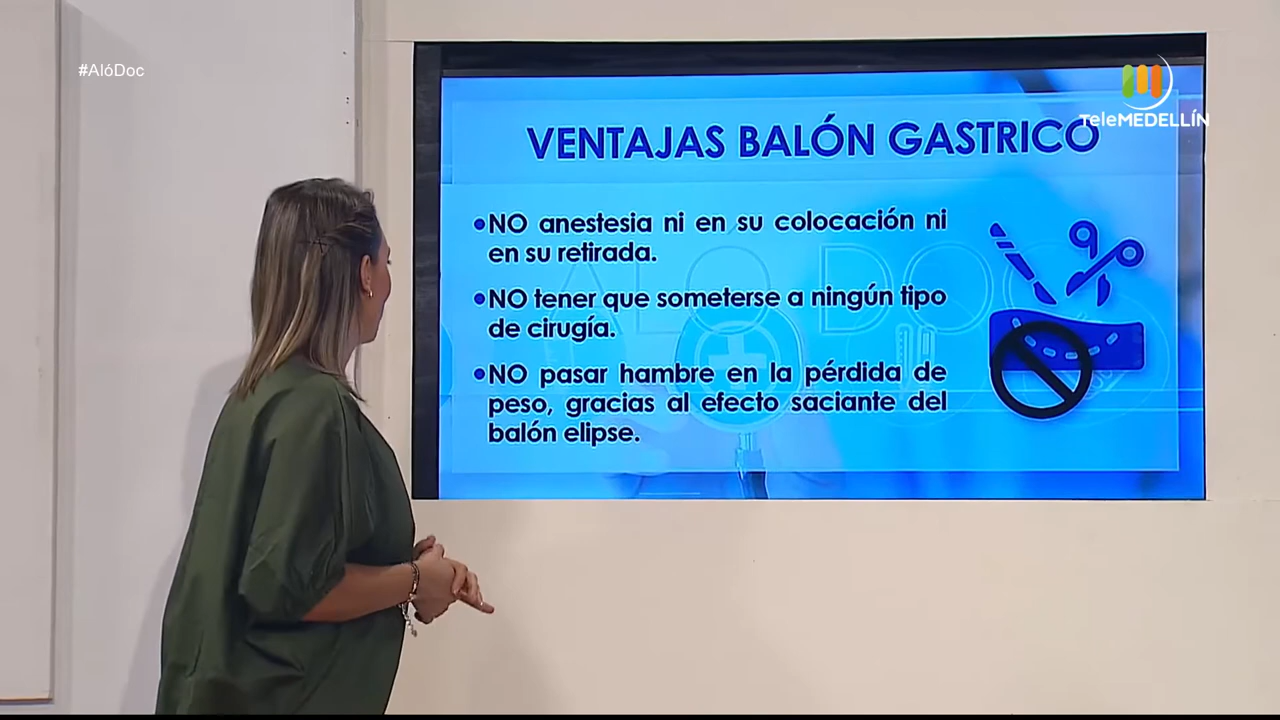 #AlóDoc
TeleMEDELLÍN
VENTAJAS BALÓN GASTRICO
•NO anestesia ni en su colocación ni
en su retirada.
•NO tener que someterse a ningún tipo
de cirugía.
•NO pasar hambre en la pérdida de
peso, gracias al efecto saciante del
balón elipse.
ALÓ DOC